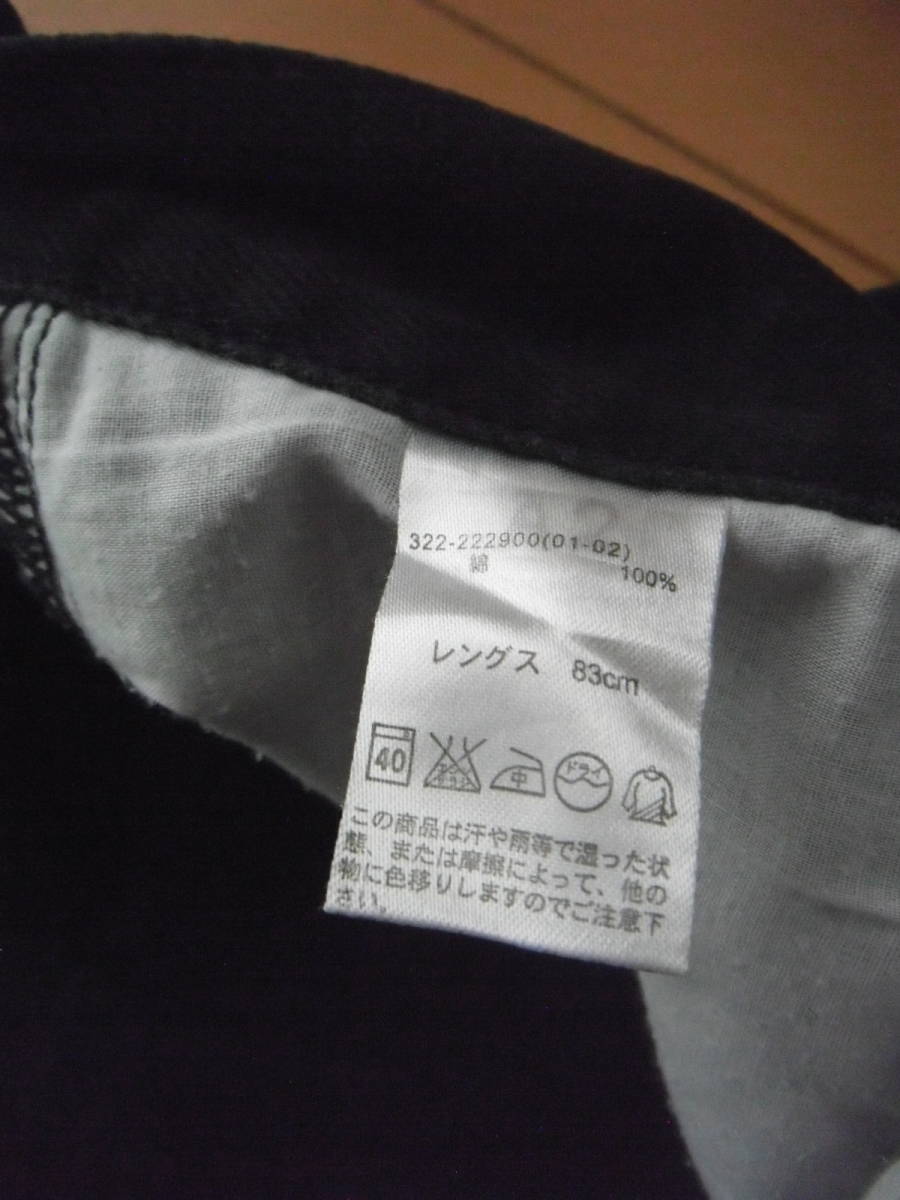 322-222900(01-02)
綿 100%
レングス 83cm
40
中
ドライ
この商品は汗や雨等で湿った状
態、または摩擦によって、他の
物に色移りしますのでご注意下
さい。